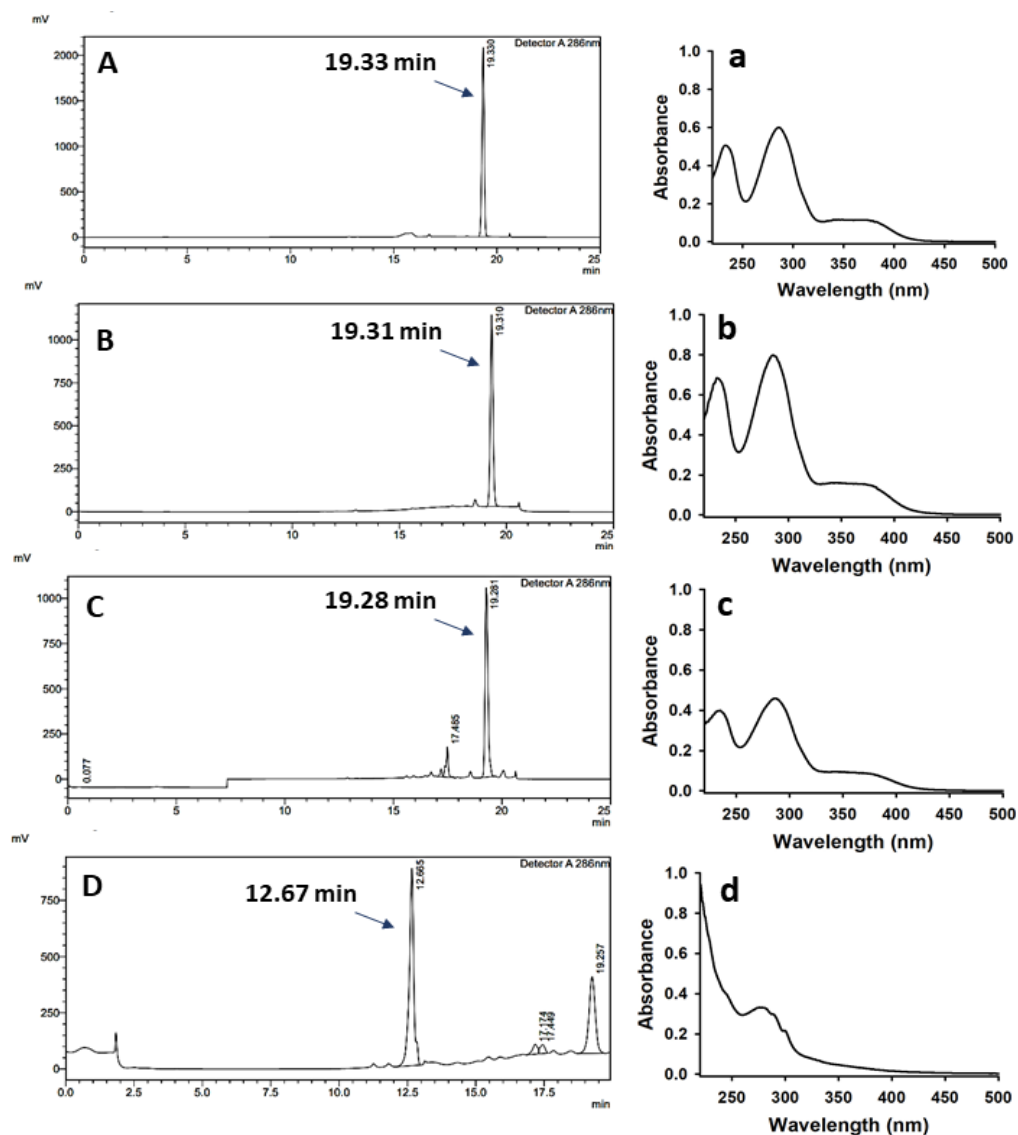 mV
Detector A 286nm
A
19.33 min
19.330
2000
1500
1000
500
0
0 5 10 15 20 25
min
a
Absorbance
1.0
0.8
0.6
0.4
0.2
0.0
250 300 350 400 450 500
Wavelength (nm)
mV
Detector A 286nm
B
19.31 min
19.310
1000
750
500
250
0
0 5 10 15 20 25
min
b
Absorbance
1.0
0.8
0.6
0.4
0.2
0.0
250 300 350 400 450 500
Wavelength (nm)
mV
Detector A 286nm
C
19.28 min
19.281
17.485
0.077
1000
750
500
250
0
0 5 10 15 20 25
min
c
Absorbance
1.0
0.8
0.6
0.4
0.2
0.0
250 300 350 400 450 500
Wavelength (nm)
mV
Detector A 286nm
D
12.67 min
12.665
17.174
17.449
19.257
750
500
250
0
0.0 2.5 5.0 7.5 10.0 12.5 15.0 17.5
min
d
Absorbance
1.0
0.8
0.6
0.4
0.2
0.0
250 300 350 400 450 500
Wavelength (nm)